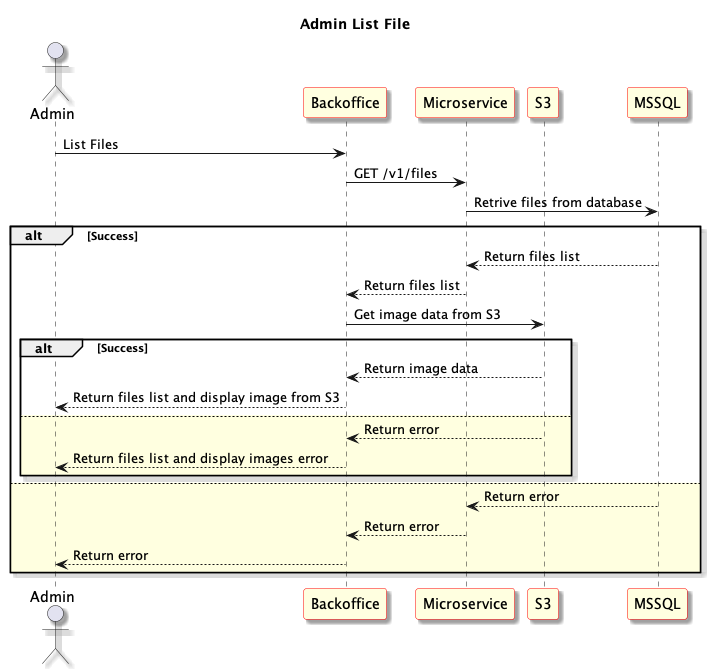 Admin List File
Admin
Backoffice
Microservice
S3
MSSQL
List Files
GET /v1/files
Retrive files from database
alt
[Success]
Return files list
Return files list
Get image data from S3
alt
[Success]
Return image data
Return files list and display image from S3
Return error
Return files list and display images error
Return error
Return error
Return error
Admin
Backoffice
Microservice
S3
MSSQL